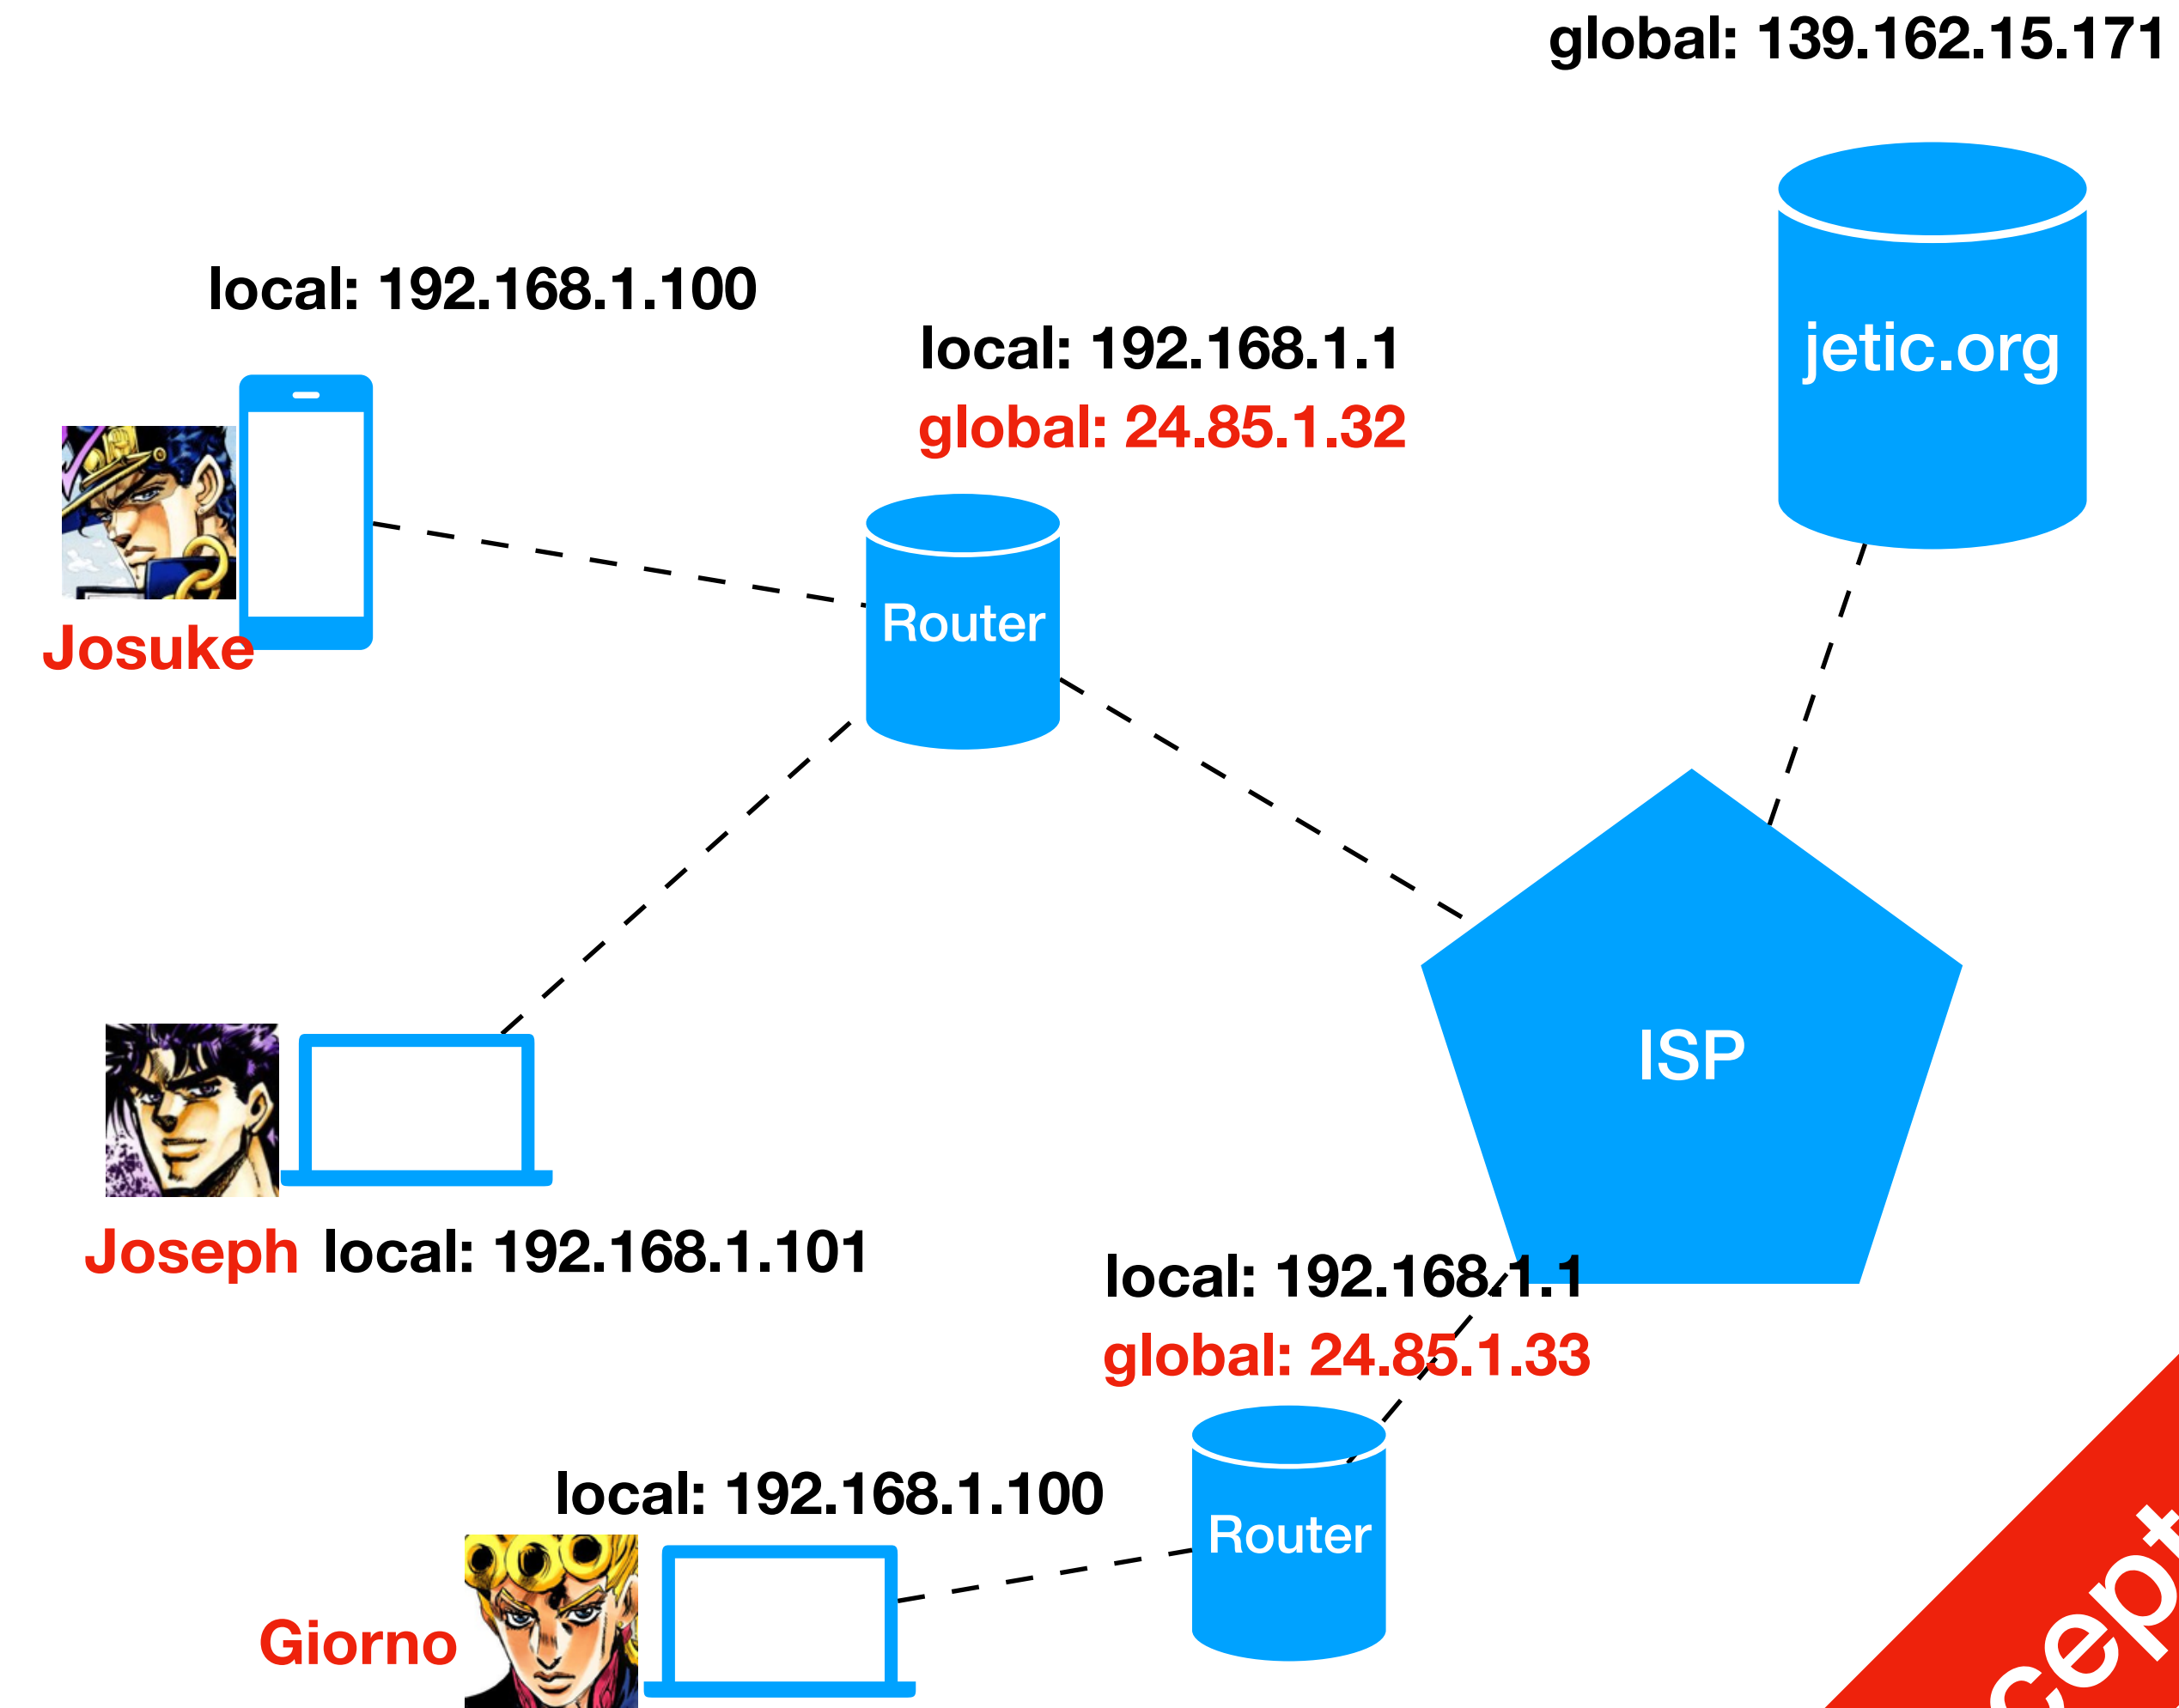 global: 139.162.15.171
local: 192.168.1.100
local: 192.168.1.1
global: 24.85.1.32
jetic.org
Router
Josuke
ISP
Joseph local: 192.168.1.101
local: 192.168.1.1
global: 24.85.1.33
local: 192.168.1.100
Router
Giorno
cept